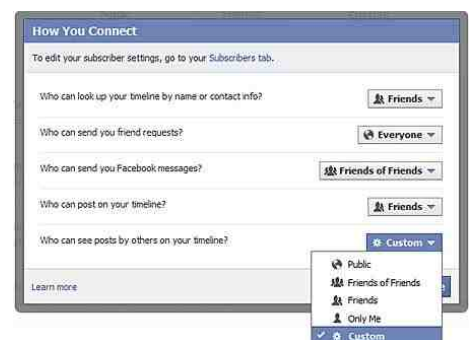 How You Connect
To edit your subscriber settings, go to your Subscribers tab.
Who can look up your timeline by name or contact info?
Friends
Who can send you friend requests?
Everyone
Who can send you Facebook messages?
Friends of Friends
Who can post on your timeline?
Friends
Who can see posts by others on your timeline?
Custom
Public
Friends of Friends
Friends
Only Me
Custom
Learn more